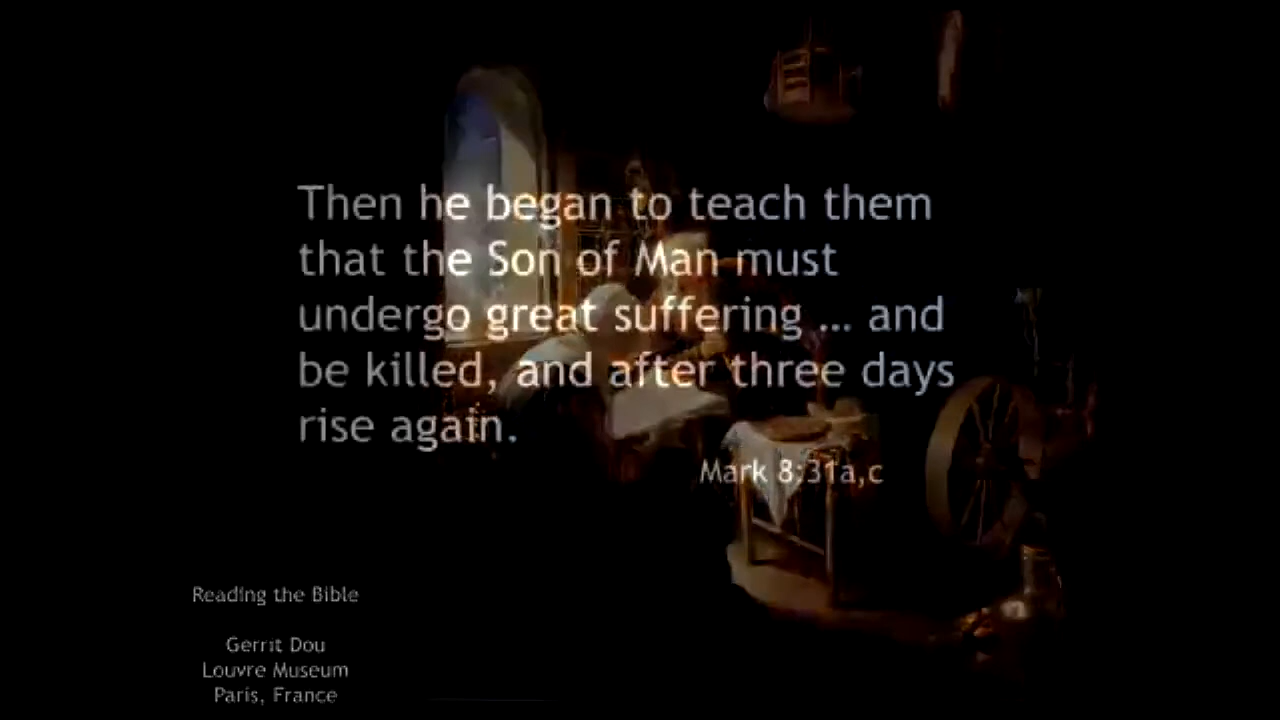 Then he began to teach them
that the Son of Man must
undergo great suffering ... and
be killed, and after three days
rise again.
Mark 8:31a,c
Reading the Bible
Gerrit Dou
Louvre Museum
Paris, France